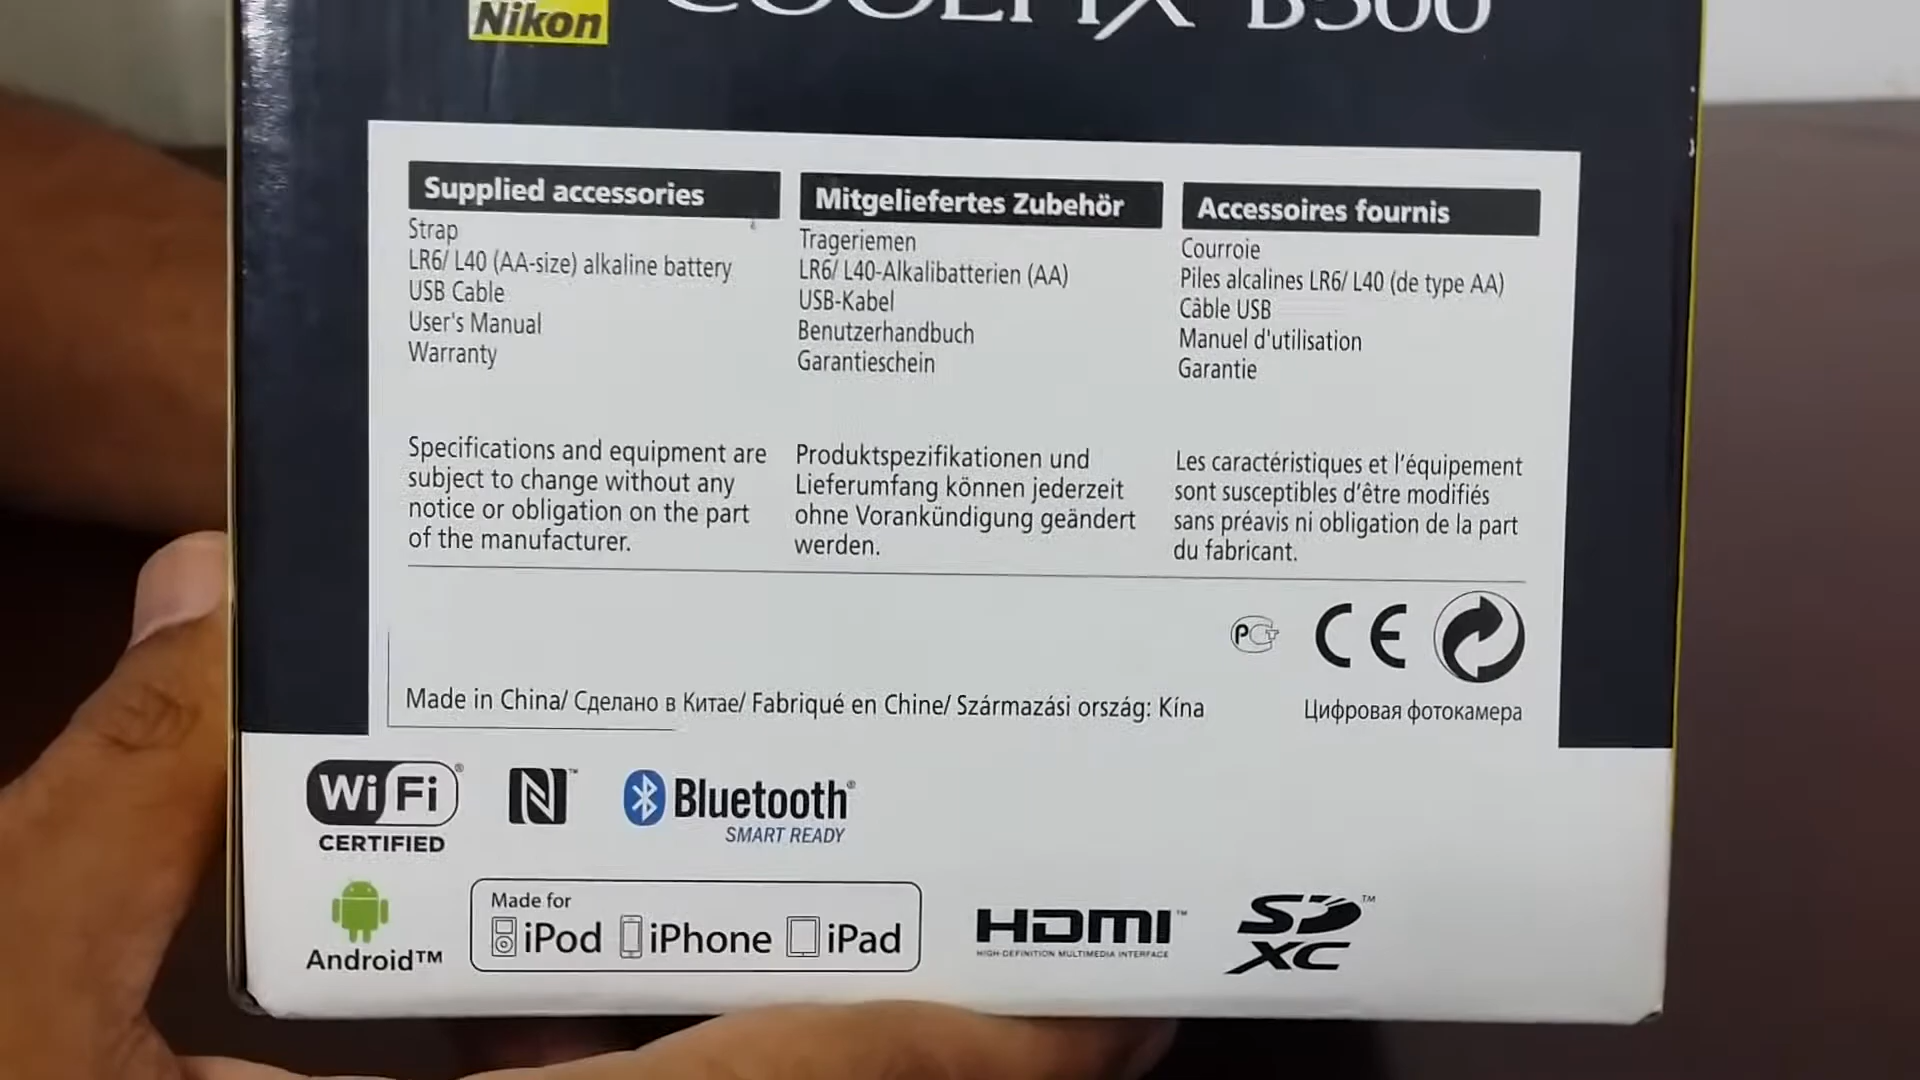 Nikon COOLPIX B500
Supplied accessories
Strap
LR6/ L40 (AA-size) alkaline battery
USB Cable
User's Manual
Warranty
Specifications and equipment are
subject to change without any
notice or obligation on the part
of the manufacturer.
Mitgeliefertes Zubehör
Trageriemen
LR6/ L40-Alkalibatterien (AA)
USB-Kabel
Benutzerhandbuch
Garantieschein
Produktspezifikationen und
Lieferumfang können jederzeit
ohne Vorankündigung geändert
werden.
Accessoires fournis
Courroie
Piles alcalines LR6/ L40 (de type AA)
Câble USB
Manuel d'utilisation
Garantie
Les caractéristiques et l'équipement
sont susceptibles d'être modifiés
sans préavis ni obligation de la part
du fabricant.
РСТ CE
Made in China/ Сделано в Китае/ Fabriqué en Chine/ Származási ország: Kína
Цифровая фотокамера
Wi Fi® N™ Bluetooth®
CERTIFIED SMART READY
Android™
Made for
iPod iPhone iPad
HDMI™
HIGH-DEFINITION MULTIMEDIA INTERFACE
SD™
XC